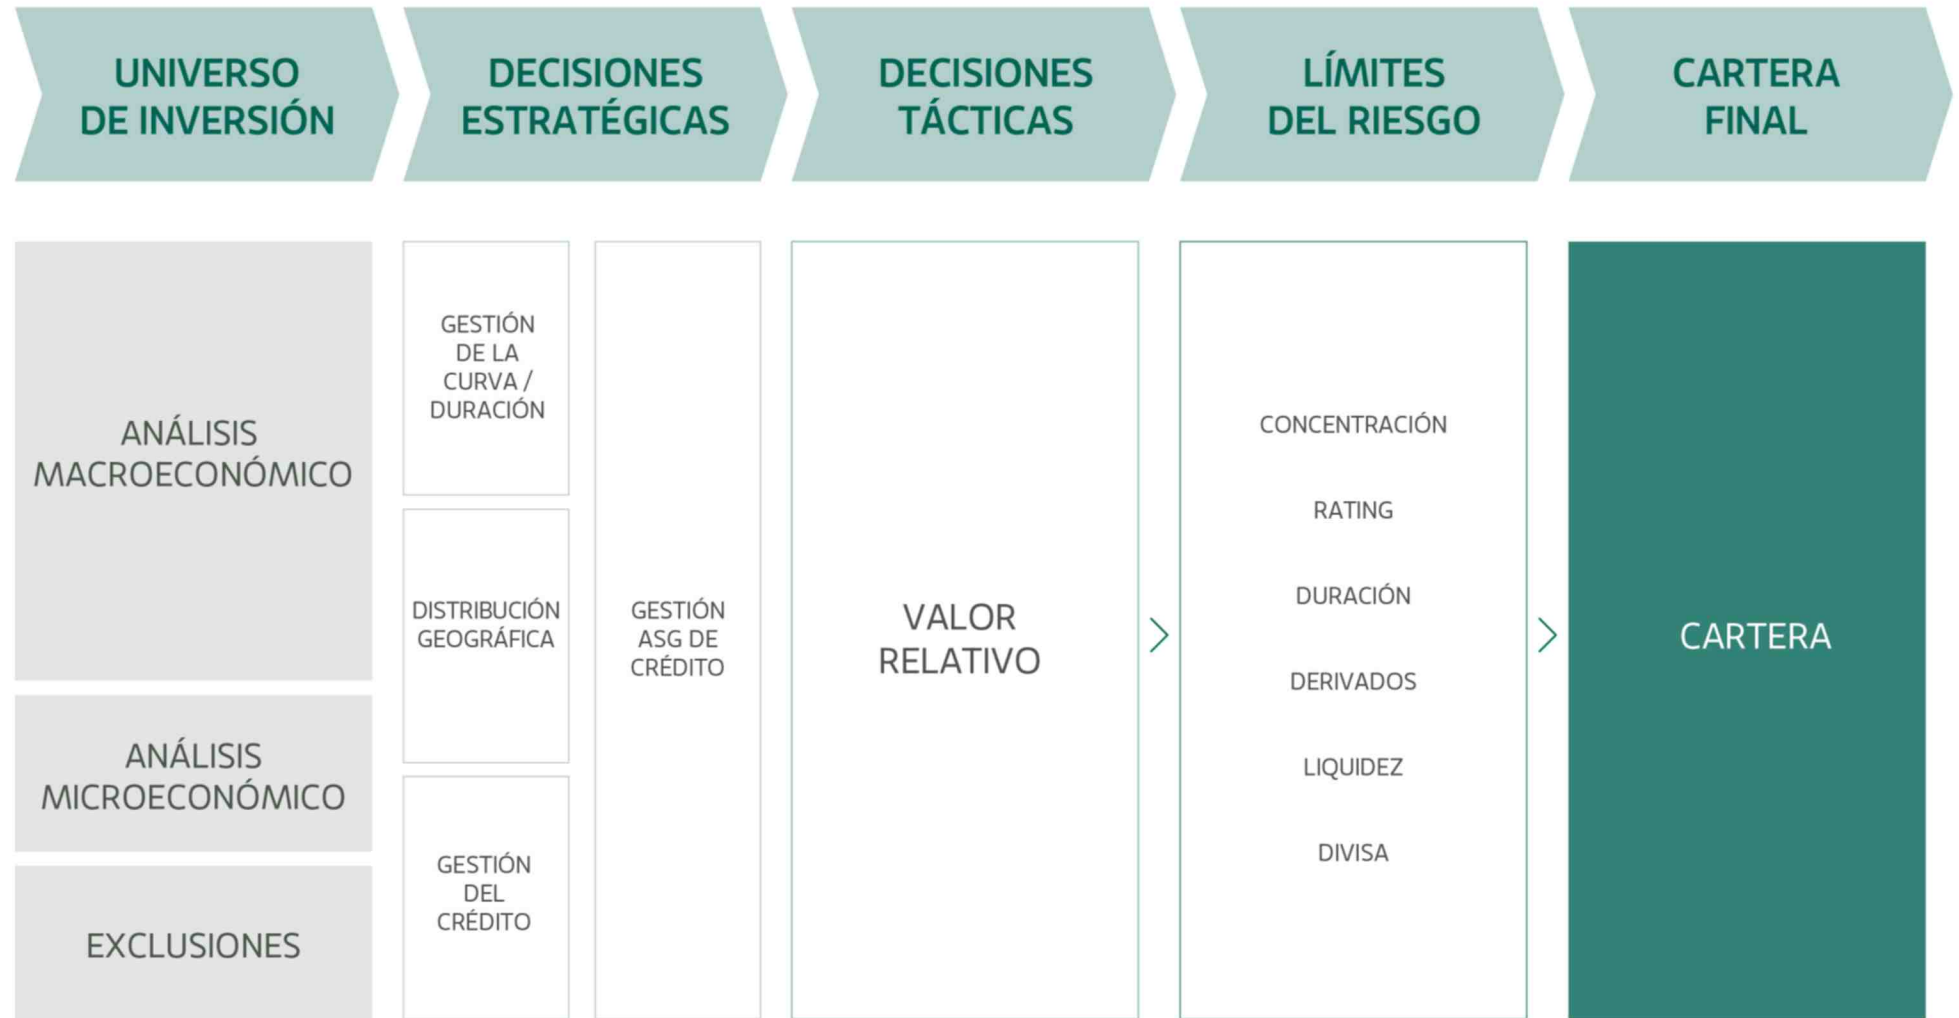 UNIVERSO
DE INVERSIÓN
DECISIONES
ESTRATÉGICAS
DECISIONES
TÁCTICAS
LÍMITES
DEL RIESGO
CARTERA
FINAL
ANÁLISIS
MACROECONÓMICO
ANÁLISIS
MICROECONÓMICO
EXCLUSIONES
GESTIÓN
DE LA
CURVA /
DURACIÓN
DISTRIBUCIÓN
GEOGRÁFICA
GESTIÓN
DEL
CRÉDITO
GESTIÓN
ASG DE
CRÉDITO
VALOR
RELATIVO
CONCENTRACIÓN
RATING
DURACIÓN
DERIVADOS
LIQUIDEZ
DIVISA
CARTERA